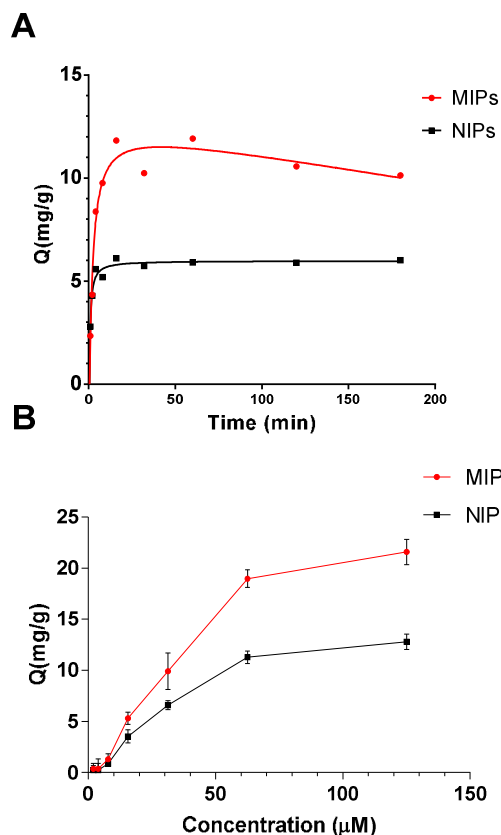 A
15
10
5
0
Q(mg/g)
0 50 100 150 200
Time (min)
MIPs
NIPs
B
25
20
15
10
5
0
Q(mg/g)
0 50 100 150
Concentration (μM)
MIP
NIP